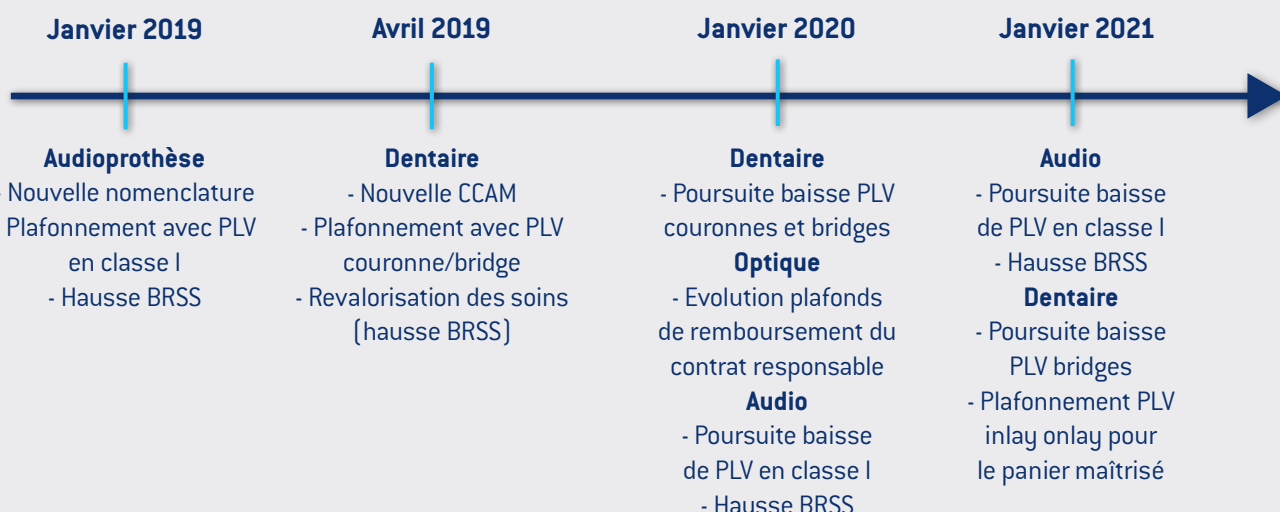 Janvier 2019
Audioprothèse
- Nouvelle nomenclature
Plafonnement avec PLV
en classe I
- Hausse BRSS
Avril 2019
Dentaire
- Nouvelle CCAM
- Plafonnement avec PLV
couronne/bridge
- Revalorisation des soins
(hausse BRSS)
Janvier 2020
Dentaire
- Poursuite baisse PLV
couronnes et bridges
Optique
- Evolution plafonds
de remboursement du
contrat responsable
Audio
- Poursuite baisse
de PLV en classe I
- Hausse BRSS
Janvier 2021
Audio
- Poursuite baisse
de PLV en classe I
- Hausse BRSS
Dentaire
- Poursuite baisse
PLV bridges
- Plafonnement PLV
inlay onlay pour
le panier maîtrisé